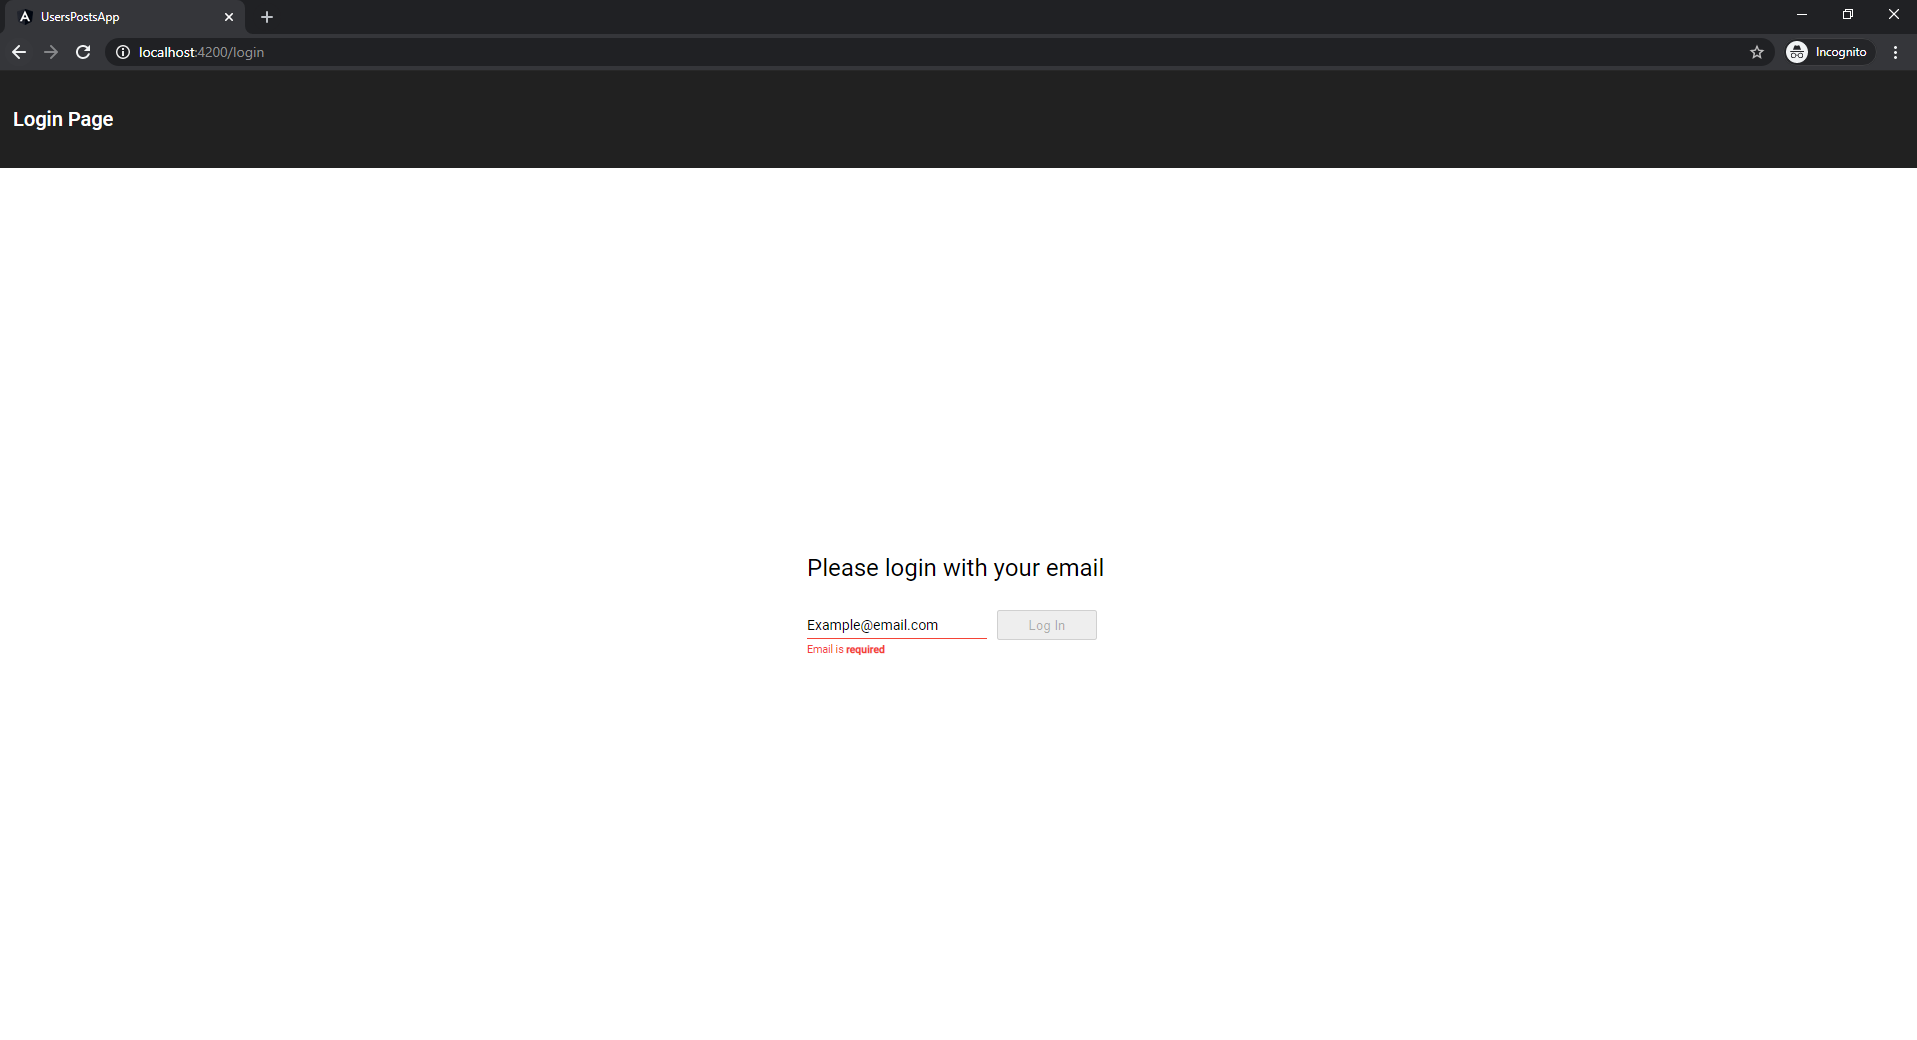 UsersPostsApp
localhost:4200/login
Incognito
Login Page
Please login with your email
Example@email.com
Log In
Email is required